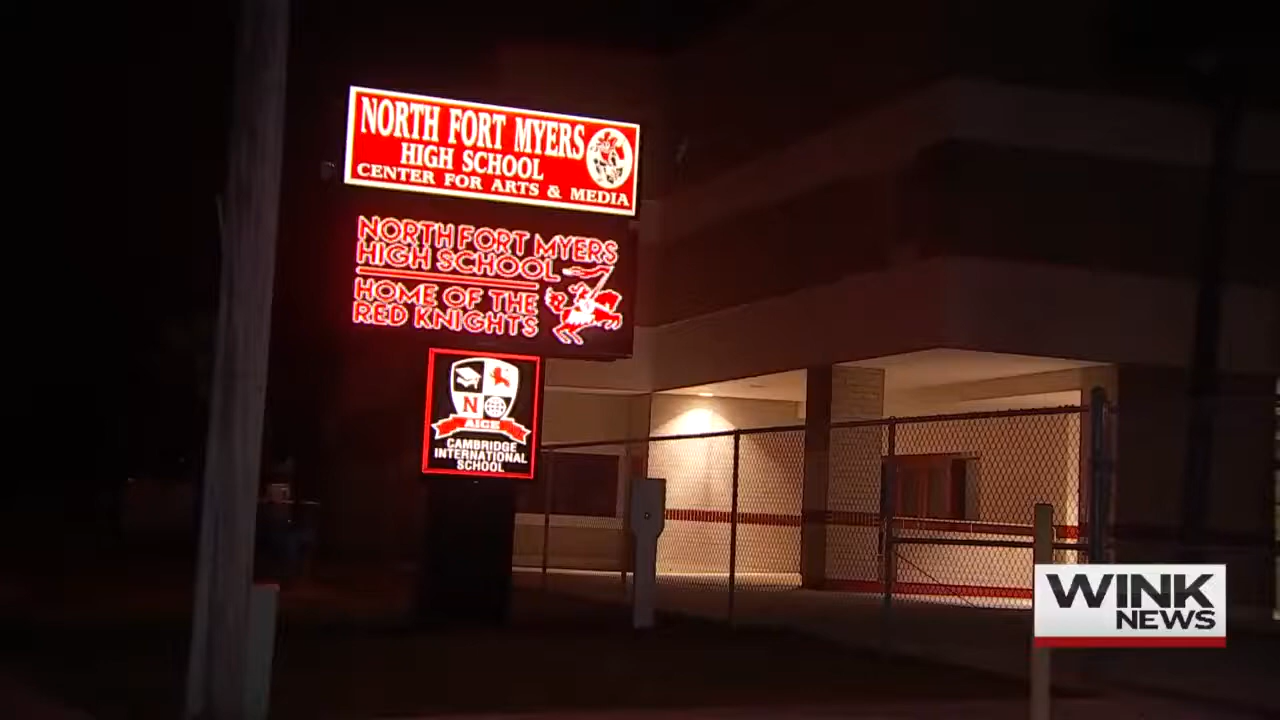 NORTH FORT MYERS
HIGH SCHOOL
CENTER FOR ARTS & MEDIA
NORTH FORT MYERS
HIGH SCHOOL
HOME OF THE
RED KNIGHTS
N
AICE
CAMBRIDGE
INTERNATIONAL
SCHOOL
WINK
NEWS